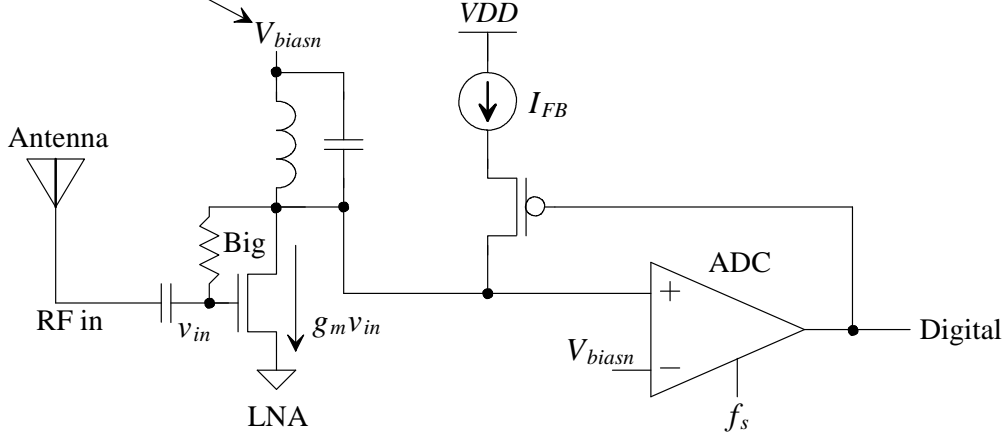 VDD
V_biasn
I_FB
Antenna
Big
ADC
+
RF in
v_in
g_m v_in
Digital
V_biasn
−
f_s
LNA